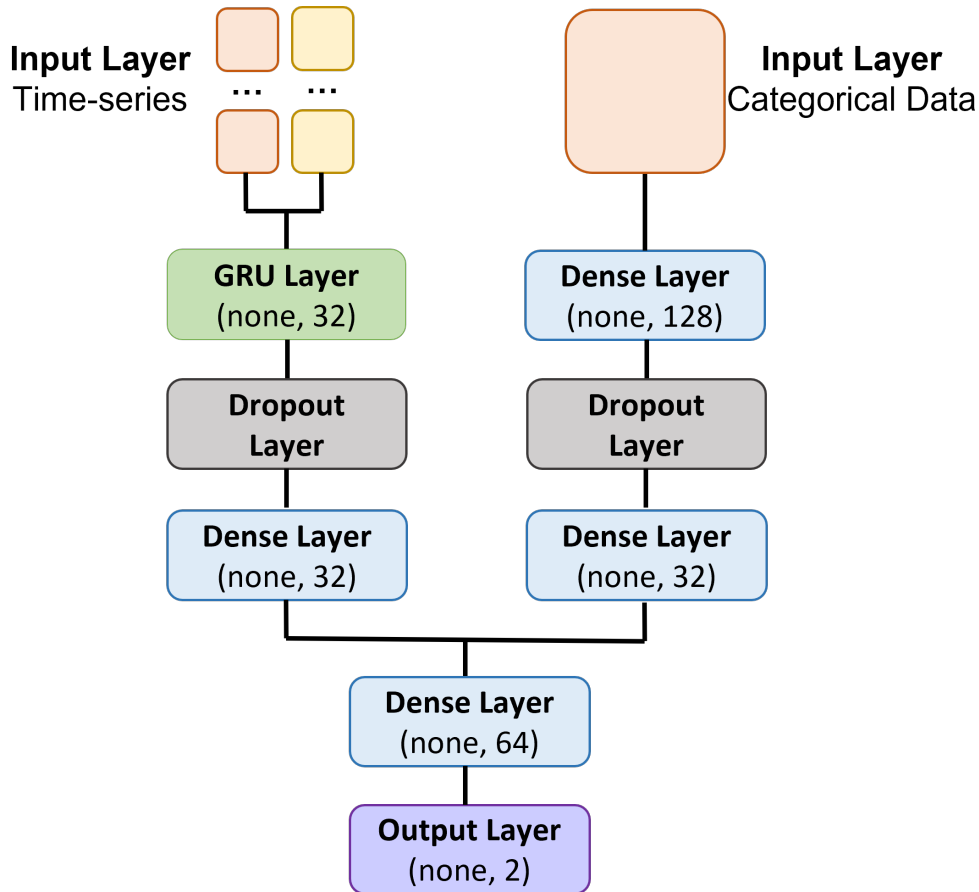 Input Layer
Time-series
... ...
Input Layer
Categorical Data
GRU Layer
(none, 32)
Dense Layer
(none, 128)
Dropout
Layer
Dropout
Layer
Dense Layer
(none, 32)
Dense Layer
(none, 32)
Dense Layer
(none, 64)
Output Layer
(none, 2)